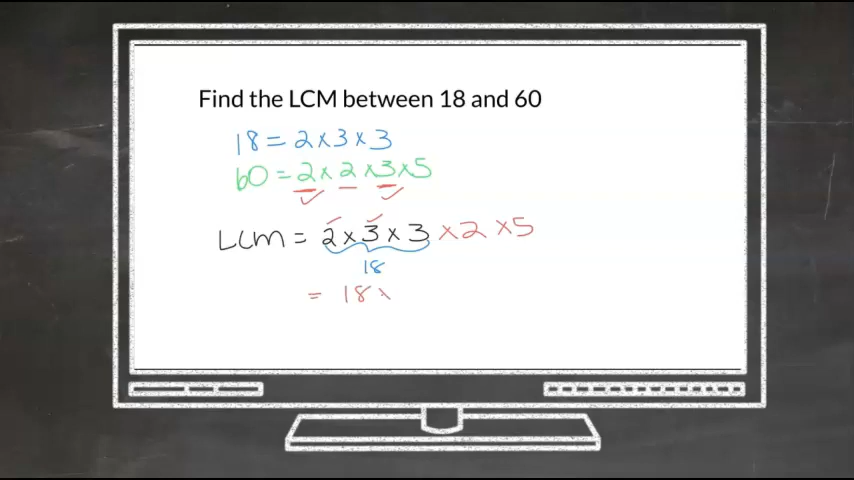 Find the LCM between 18 and 60
18 = 2 × 3 × 3
60 = 2 × 2 × 3 × 5
LCM = 2 × 3 × 3 × 2 × 5
18
= 18 ×